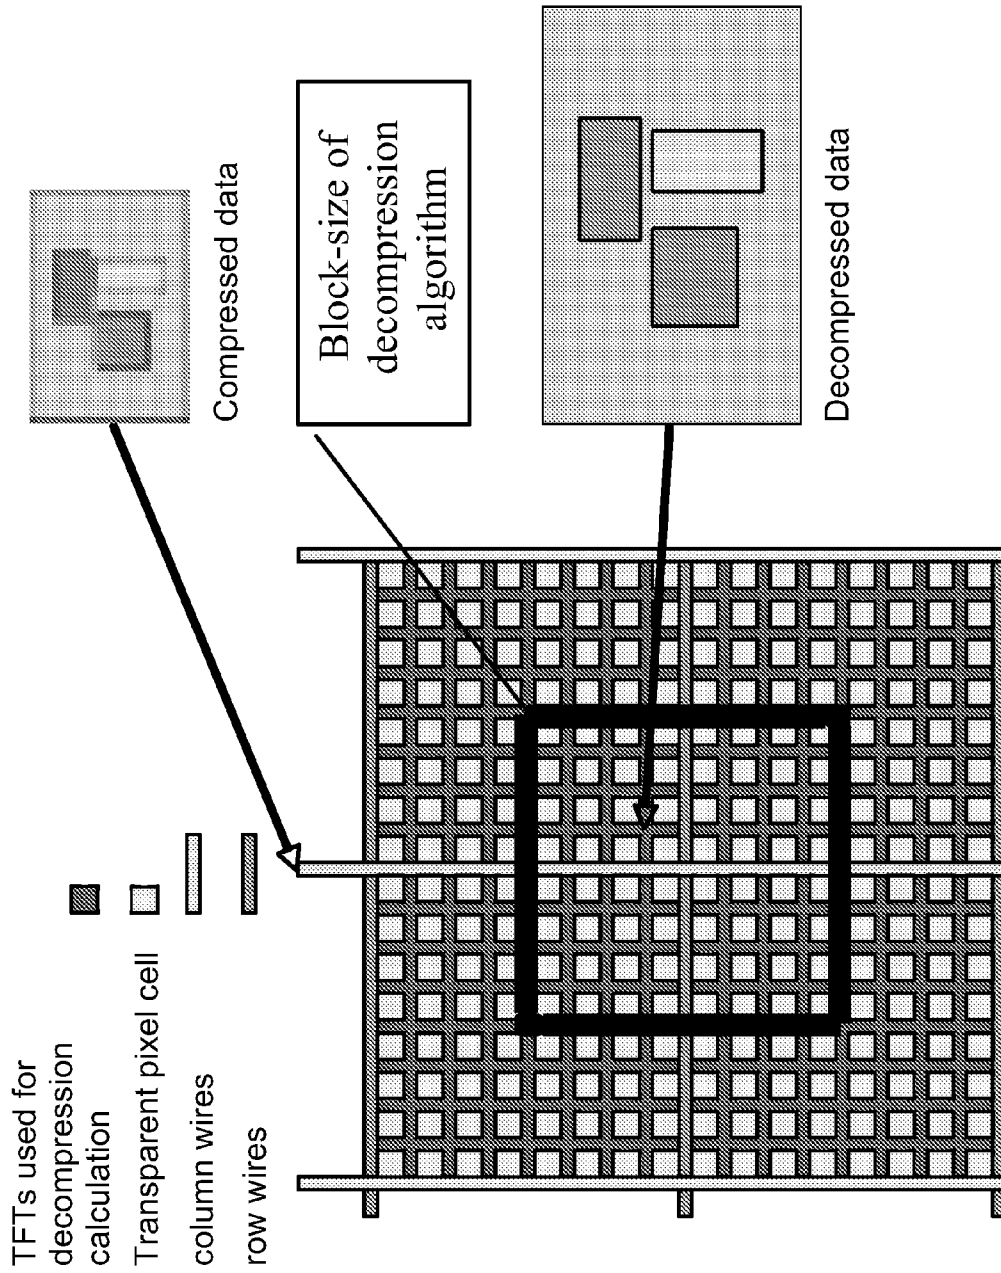 TFTs used for
decompression
calculation
Transparent pixel cell
column wires
row wires
Compressed data
Block-size of
decompression
algorithm
Decompressed data